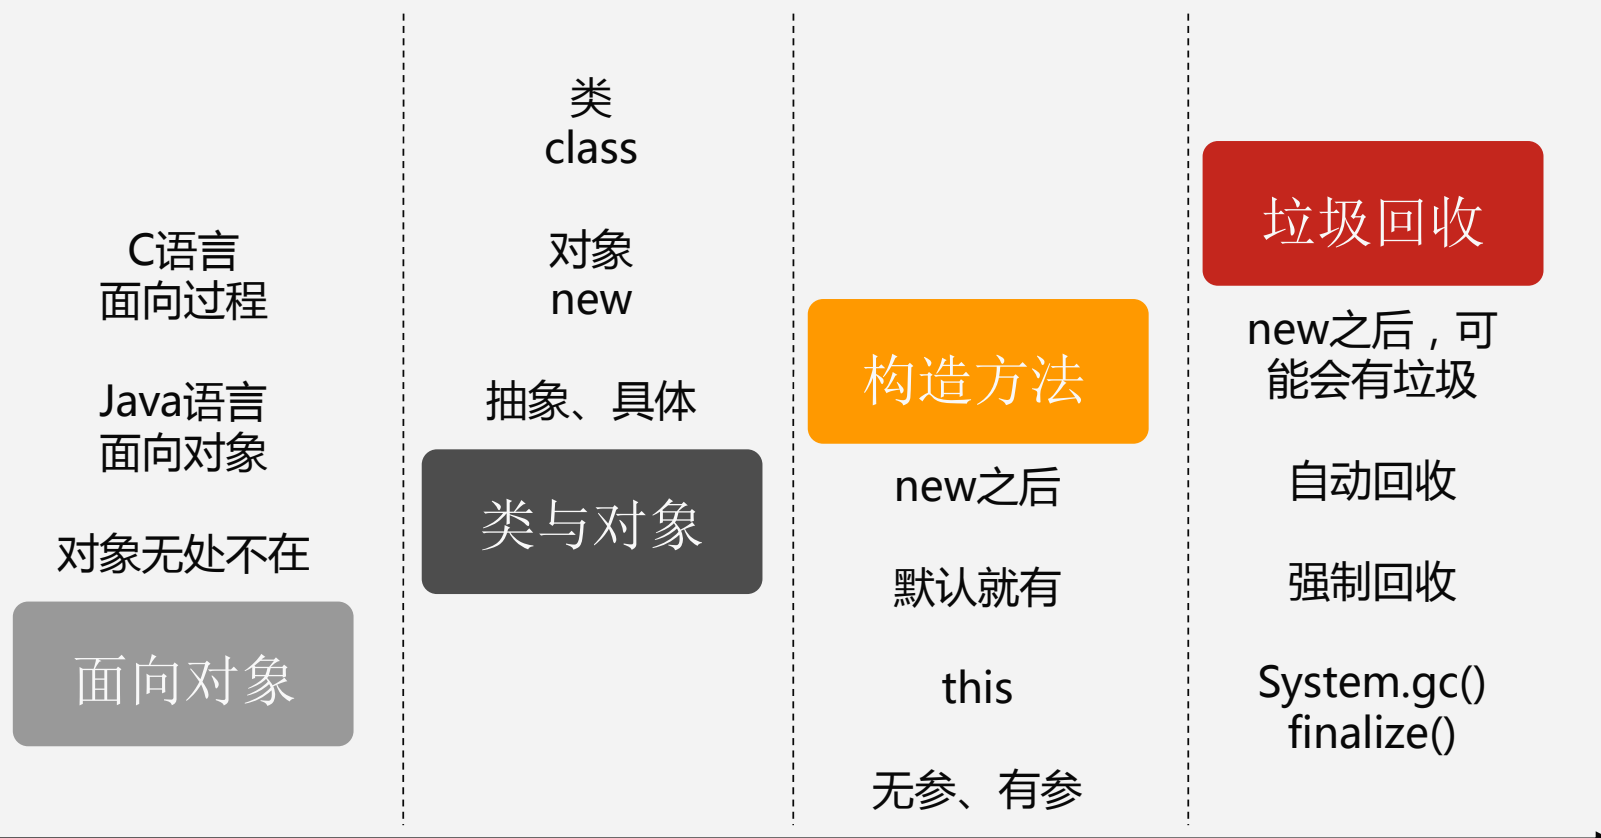 C语言
面向过程
Java语言
面向对象
对象无处不在
面向对象
类
class
对象
new
抽象、具体
类与对象
构造方法
new之后
默认就有
this
无参、有参
垃圾回收
new之后，可
能会有垃圾
自动回收
强制回收
System.gc()
finalize()